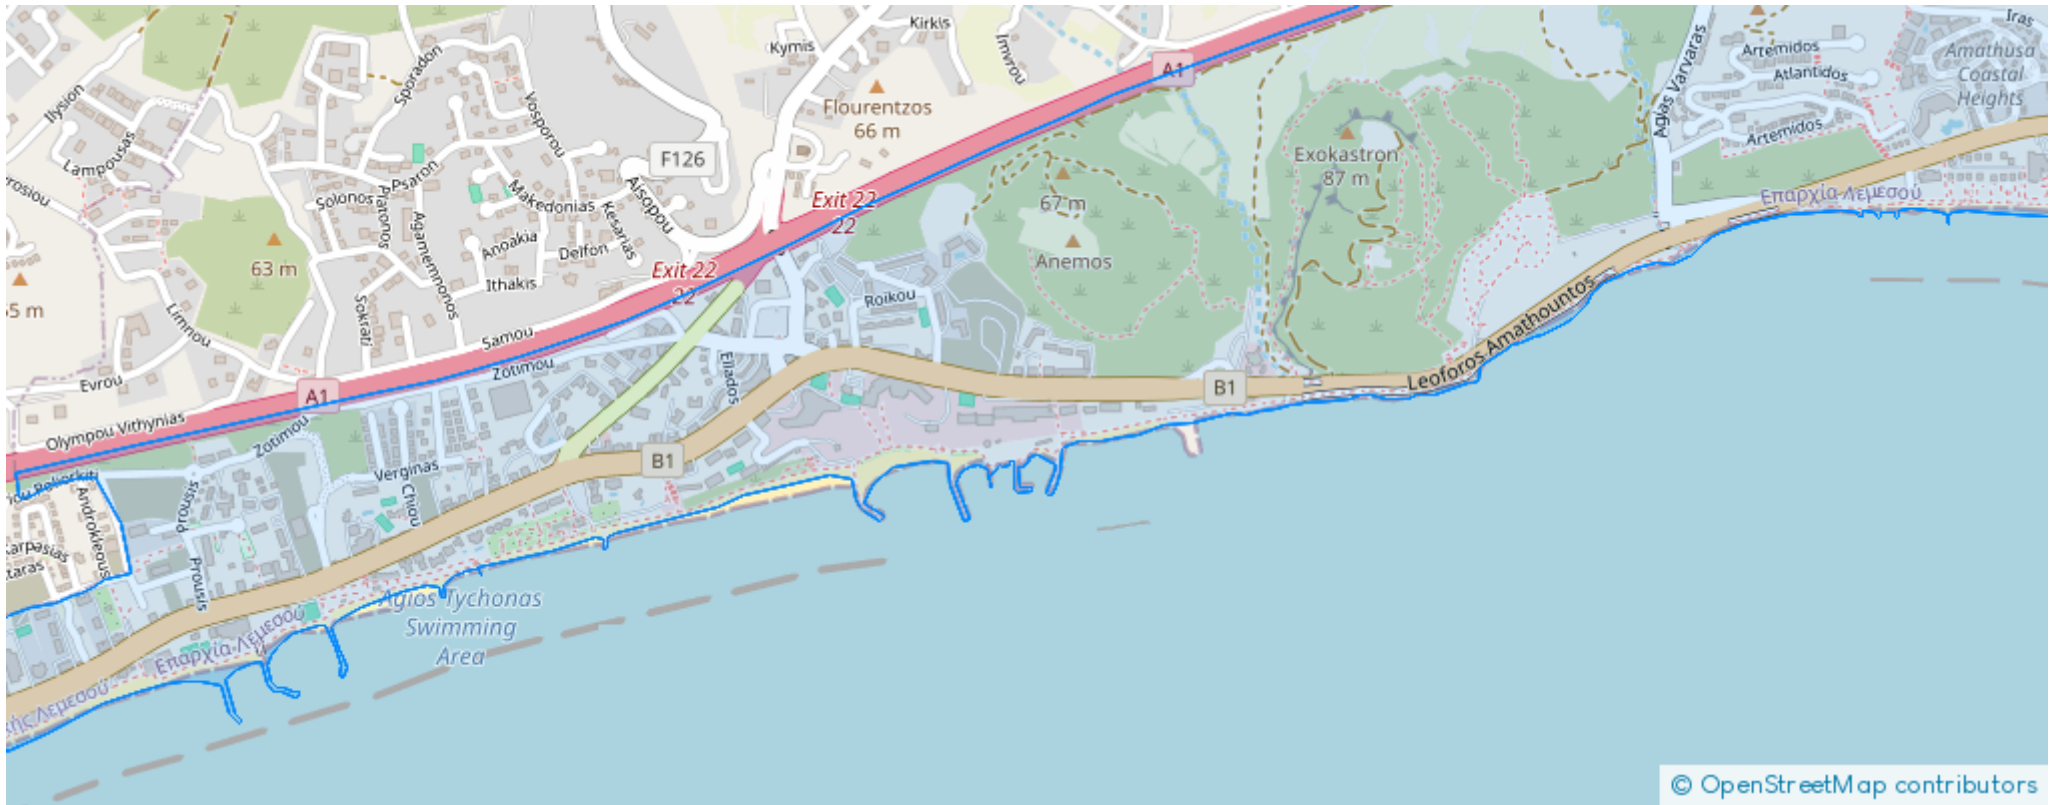 Kirkis
Kymis
Imvrou
A1
Iras
Artemidos
Atlantidos
Amathusa
Coastal
Heights
Agias Varvaras
Artemidos
Sporadon
Vosporou
Ilysion
Flourentzos
66 m
Lampousas
F126
Exokastron
87 m
Psaron
Solonos
Platonos
Makedonias
Aisopou
Kesarias
Agamemnonos
Exit 22
22
67 m
Anemos
Επαρχία Λεμεσού
Anoakia
Delfon
Ithakis
63 m
Exit 22
22
Roikou
Sokrati
Limnou
Samou
Zotimou
Evrou
A1
Eliados
B1
Leoforos Amathountos
Olympou Vithynias
Zotimou
Verginas
Chiou
B1
Prousis
Androkleous
Prousis
Agios Tychonas
Swimming
Area
Επαρχία Λεμεσού
Λεμεσού
© OpenStreetMap contributors